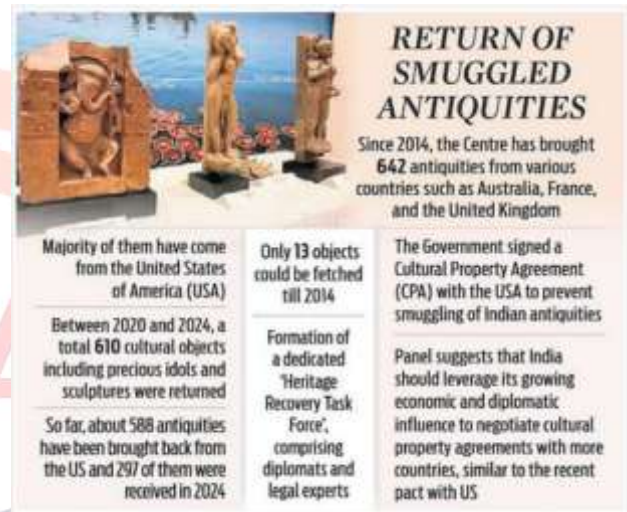 RETURN OF
SMUGGLED
ANTIQUITIES
Since 2014, the Centre has brought
642 antiquities from various
countries such as Australia, France,
and the United Kingdom
Majority of them have come
from the United States
of America (USA)
Between 2020 and 2024, a
total 610 cultural objects
including precious idols and
sculptures were returned
So far, about 588 antiquities
have been brought back from
the US and 297 of them were
received in 2024
Only 13 objects
could be fetched
till 2014
Formation of
a dedicated
'Heritage
Recovery Task
Force',
comprising
diplomats and
legal experts
The Government signed a
Cultural Property Agreement
(CPA) with the USA to prevent
smuggling of Indian antiquities
Panel suggests that India
should leverage its growing
economic and diplomatic
influence to negotiate cultural
property agreements with more
countries, similar to the recent
pact with US